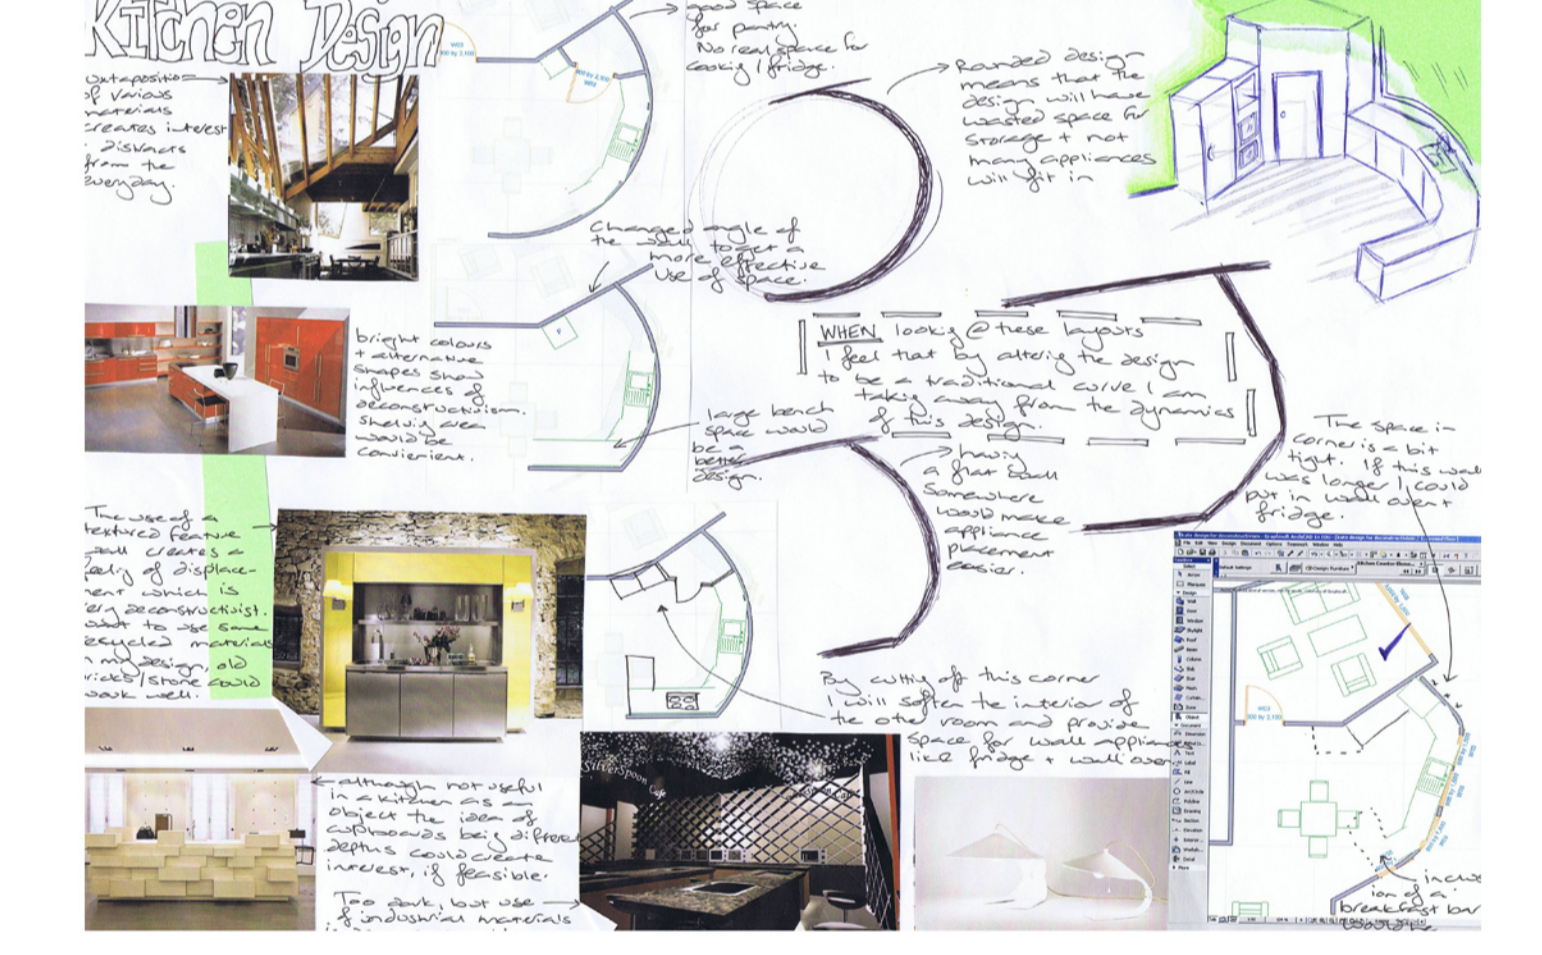 Kitchen Design
juxtaposition
of various
materials
creates interest
+ distracts
from the
everyday.
good space
for pantry.
No real space for
cooking / fridge.
Rounded design
means that the
design will have
wasted space for
storage + not
many appliances
will fit in
Changed angle of
the wall to get a
more effective
use of space.
bright colours
+ alternative
shapes show
influences of
deconstructivism.
Shelving area
would be
convienient.
WHEN looking @ these layouts
I feel that by altering the design
to be a traditional curve I am
taking away from the dynamics
of this design.
large bench
space would
be a
better
design.
having
a flat wall
somewhere
would make
appliance
placement
easier.
The space in
corner is a bit
tight. If this wall
was longer I could
put in wall oven +
fridge.
The use of a
textured feature
wall creates a
feeling of displace-
ment which is
very deconstructivist.
want to use some
recycled materials
in my design, old
bricks/stone could
work well.
By cutting off this corner
I will soften the interior of
the other room and provide
space for wall appliances
like fridge + wall oven
although not useful
in a kitchen as an
object the idea of
cupboards being different
depths could create
interest, if feasible.
Too dark, but use
of industrial materials
SilverSpoon
Cafe
inclus
ion of a
breakfast bar
would be